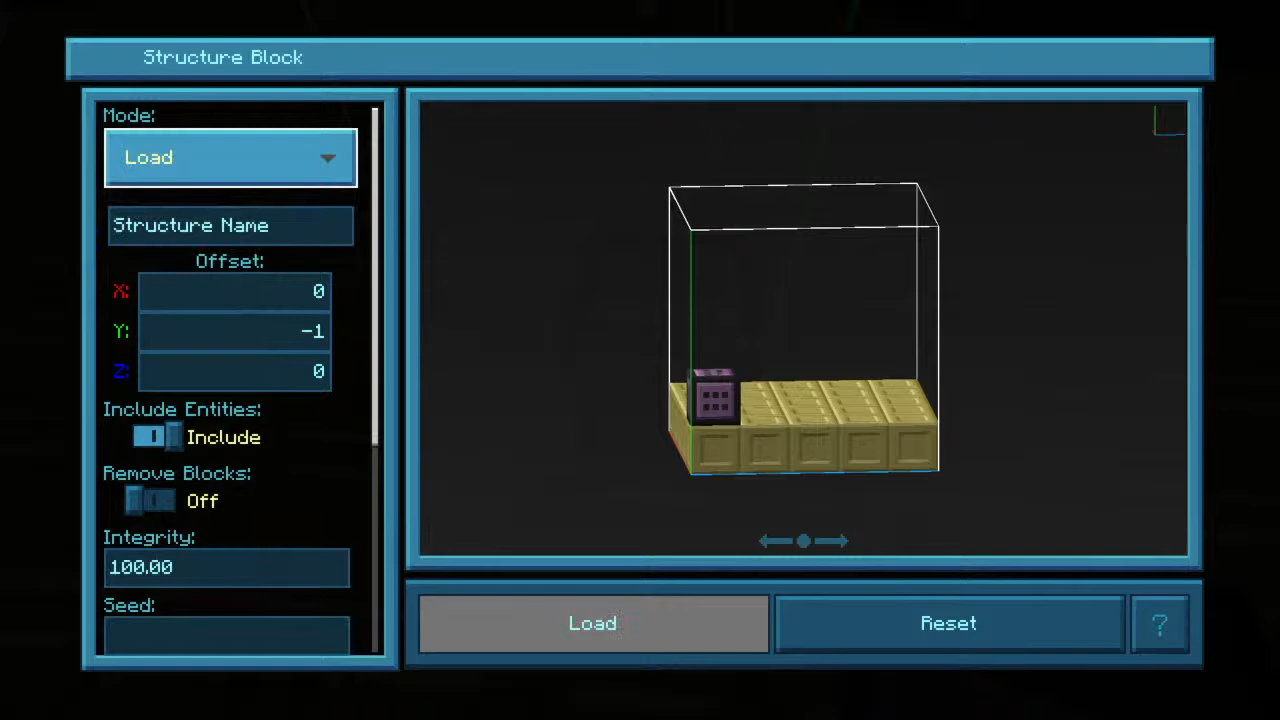 Structure Block
Mode:
Load
Structure Name
Offset:
X: 0
Y: -1
Z: 0
Include Entities:
Include
Remove Blocks:
Off
Integrity:
100.00
Seed:
Load
Reset
?